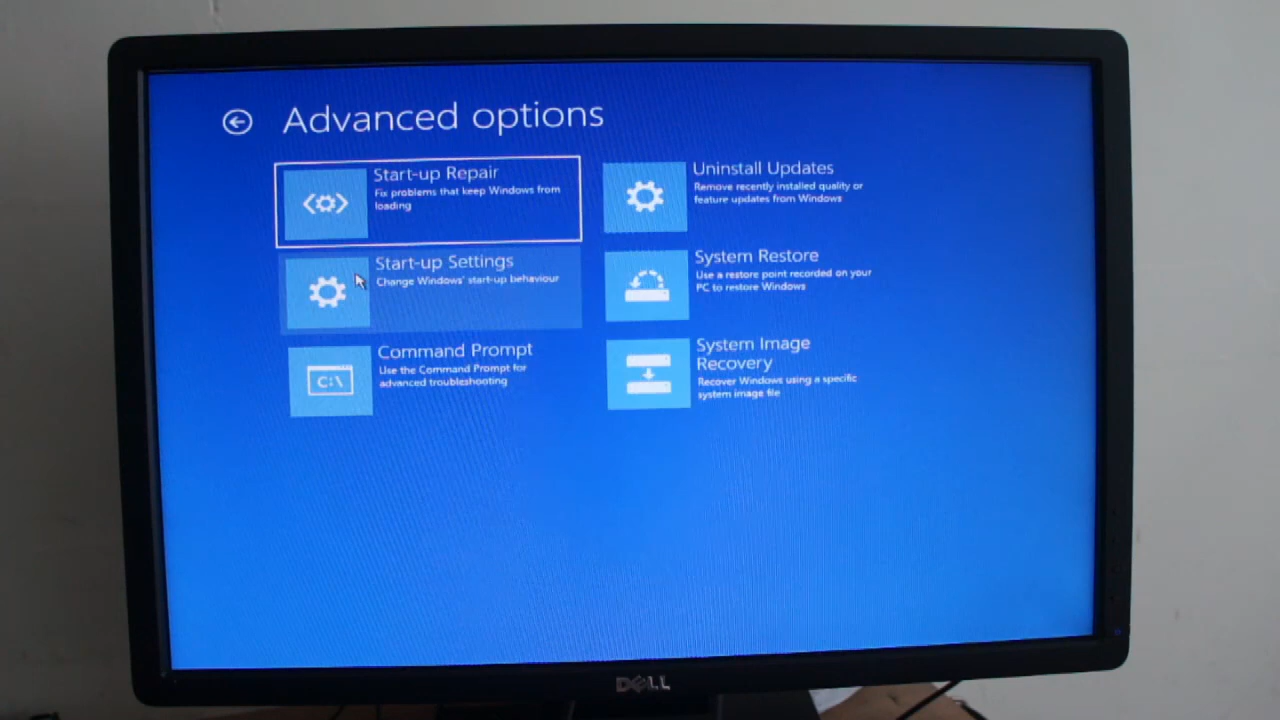 Advanced options
Start-up Repair
Fix problems that keep Windows from
loading
Start-up Settings
Change Windows' start-up behaviour
C:\
Command Prompt
Use the Command Prompt for
advanced troubleshooting
Uninstall Updates
Remove recently installed quality or
feature updates from Windows
System Restore
Use a restore point recorded on your
PC to restore Windows
System Image
Recovery
Recover Windows using a specific
system image file
DELL